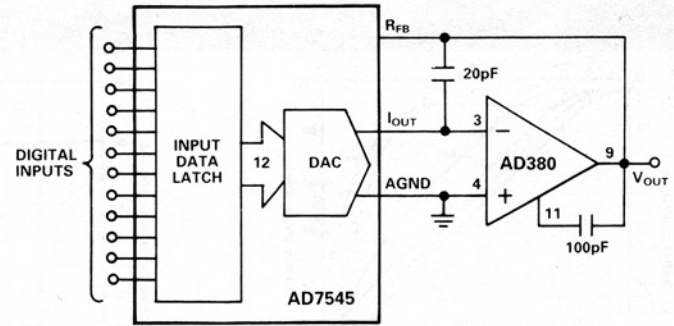 DIGITAL
INPUTS
INPUT
DATA
LATCH
12
DAC
AD7545
RFB
20pF
IOUT
3
−
AGND
4
+
AD380
9
VOUT
11
100pF